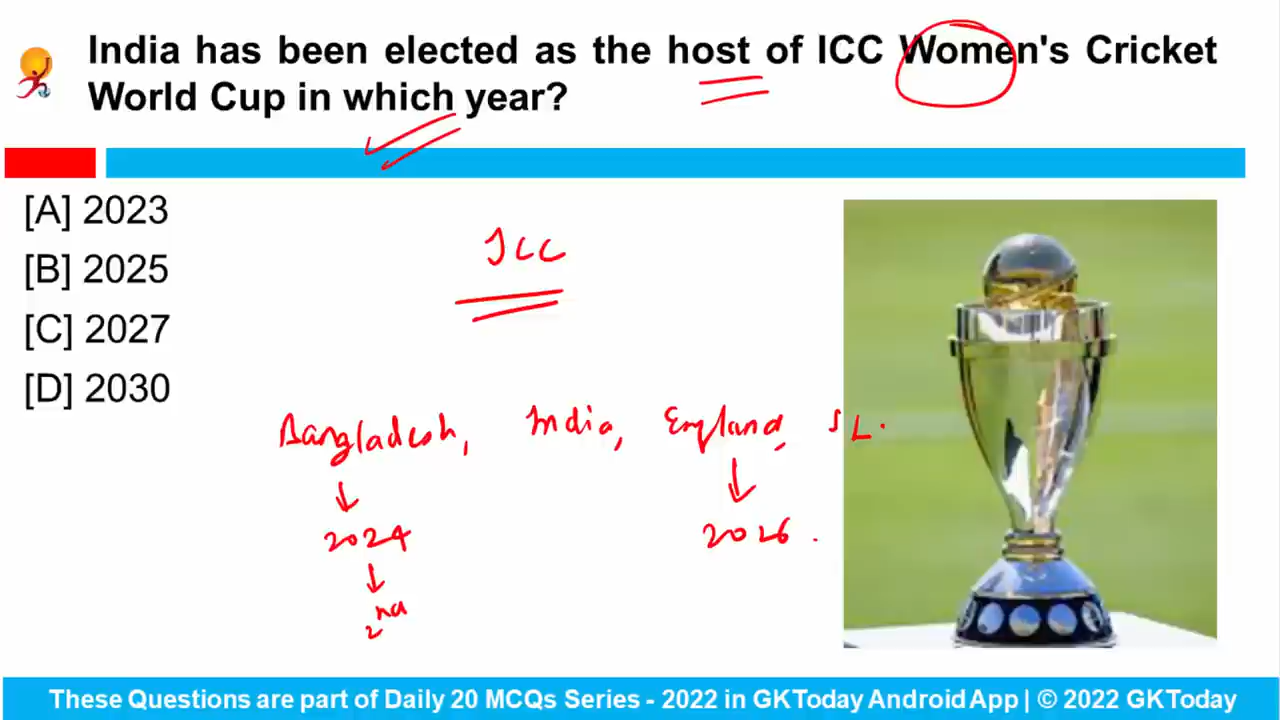 India has been elected as the host of ICC Women's Cricket
World Cup in which year?
[A] 2023
[B] 2025
[C] 2027
[D] 2030
ICC
Bangladesh, India, England, SL.
2024 2026.
2nd
These Questions are part of Daily 20 MCQs Series - 2022 in GKToday Android App | © 2022 GKToday